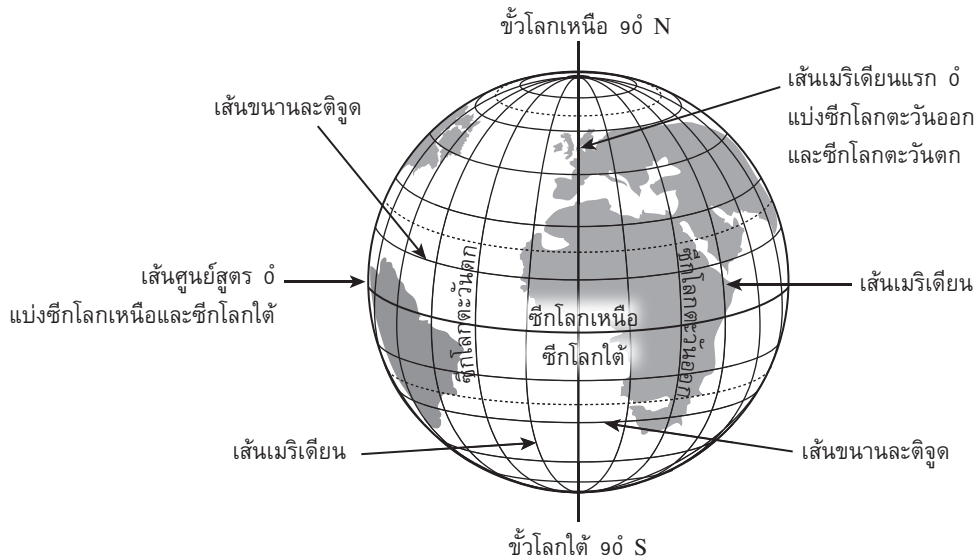 ขั้วโลกเหนือ 90º N
เส้นเมริเดียนแรก 0º
แบ่งซีกโลกตะวันออก
และซีกโลกตะวันตก
เส้นขนานละติจูด
เส้นศูนย์สูตร 0º
แบ่งซีกโลกเหนือและซีกโลกใต้
ซีกโลกตะวันตก
ซีกโลกตะวันออก
เส้นเมริเดียน
ซีกโลกเหนือ
ซีกโลกใต้
เส้นเมริเดียน
เส้นขนานละติจูด
ขั้วโลกใต้ 90º S